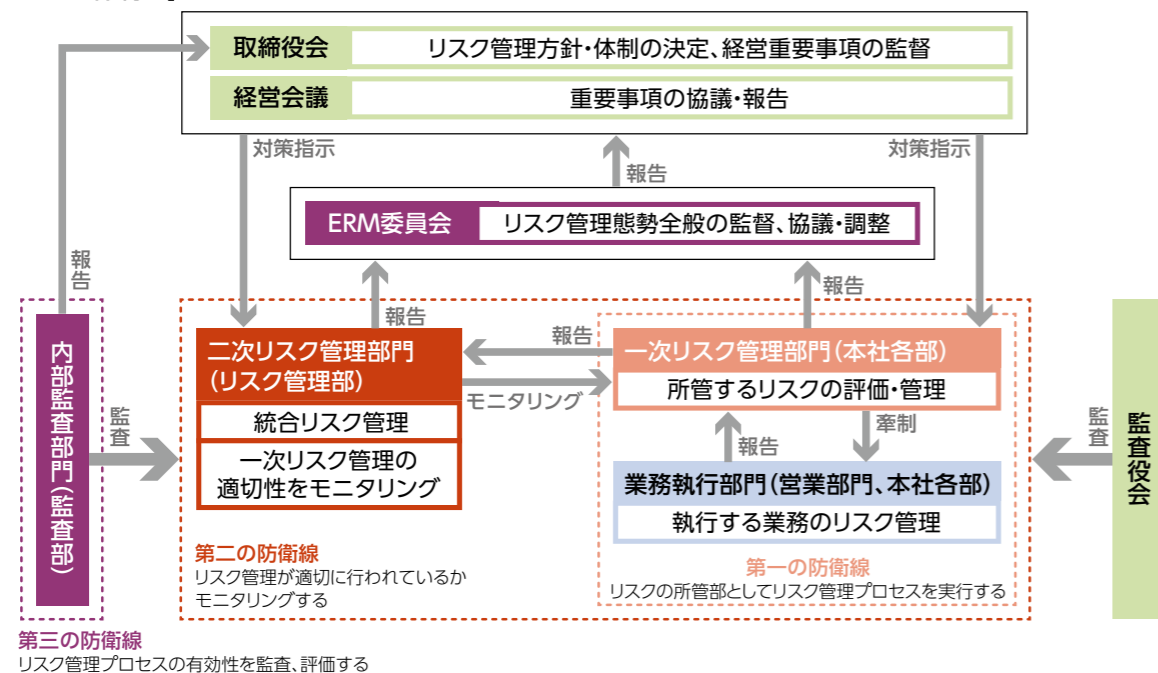 取締役会
リスク管理方針・体制の決定、経営重要事項の監督
経営会議
重要事項の協議・報告
対策指示
報告
対策指示
ERM委員会
リスク管理態勢全般の監督、協議・調整
報告
報告
報告
内部監査部門(監査部)
監査
二次リスク管理部門
(リスク管理部)
統合リスク管理
一次リスク管理の
適切性をモニタリング
報告
モニタリング
一次リスク管理部門(本社各部)
所管するリスクの評価・管理
報告
牽制
業務執行部門(営業部門、本社各部)
執行する業務のリスク管理
監査
監査役会
第二の防衛線
リスク管理が適切に行われているか
モニタリングする
第一の防衛線
リスクの所管部としてリスク管理プロセスを実行する
第三の防衛線
リスク管理プロセスの有効性を監査、評価する